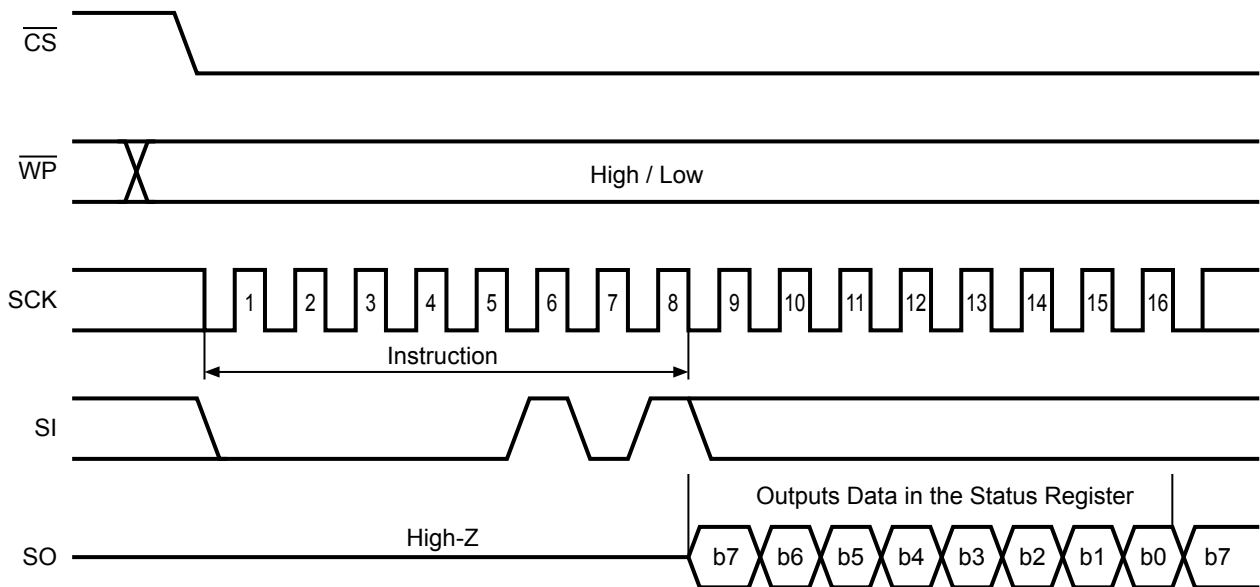 CS
WP
High / Low
SCK
1 2 3 4 5 6 7 8 9 10 11 12 13 14 15 16
Instruction
SI
Outputs Data in the Status Register
High-Z
SO
b7 b6 b5 b4 b3 b2 b1 b0 b7